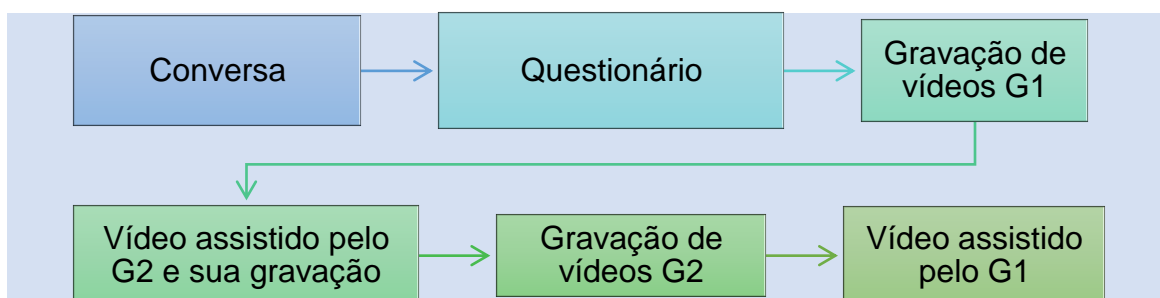 Conversa
Questionário
Gravação de
vídeos G1
Vídeo assistido pelo
G2 e sua gravação
Gravação de
vídeos G2
Vídeo assistido
pelo G1